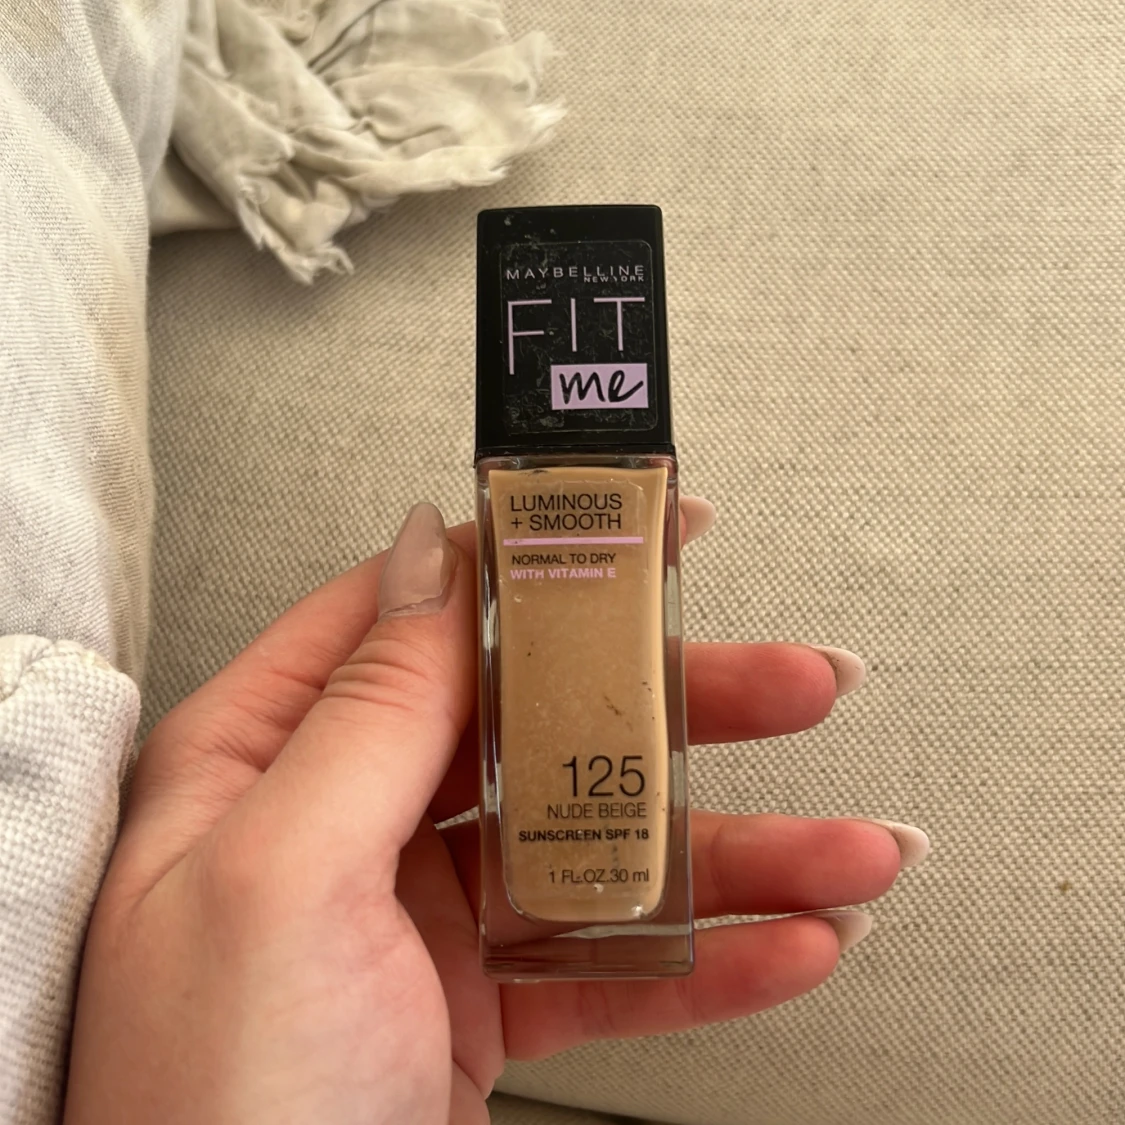 MAYBELLINE
NEW YORK
FIT
me
LUMINOUS
+ SMOOTH
NORMAL TO DRY
WITH VITAMIN E
125
NUDE BEIGE
SUNSCREEN SPF 18
1 FL.OZ.30 ml